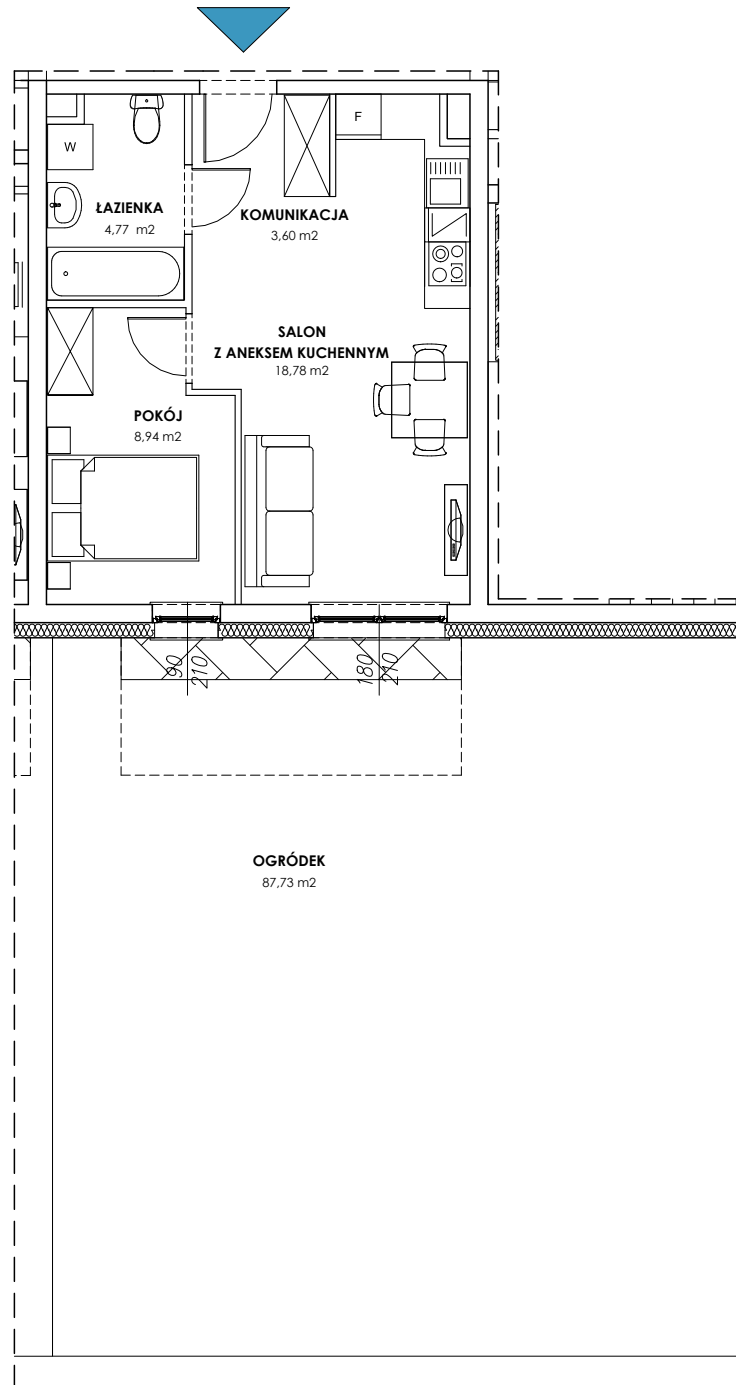 F
W
ŁAZIENKA
4,77 m2
KOMUNIKACJA
3,60 m2
SALON
Z ANEKSEM KUCHENNYM
18,78 m2
POKÓJ
8,94 m2
90
210
180
210
OGRÓDEK
87,73 m2